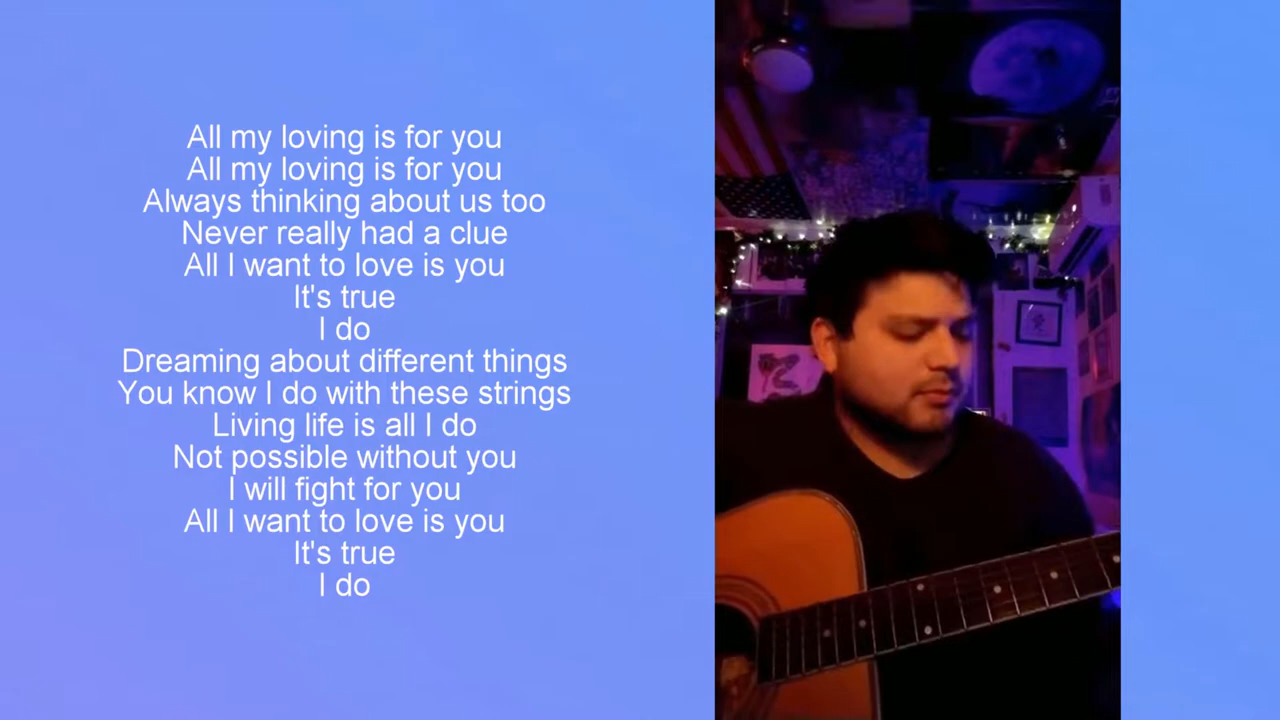 All my loving is for you
All my loving is for you
Always thinking about us too
Never really had a clue
All I want to love is you
It's true
I do
Dreaming about different things
You know I do with these strings
Living life is all I do
Not possible without you
I will fight for you
All I want to love is you
It's true
I do